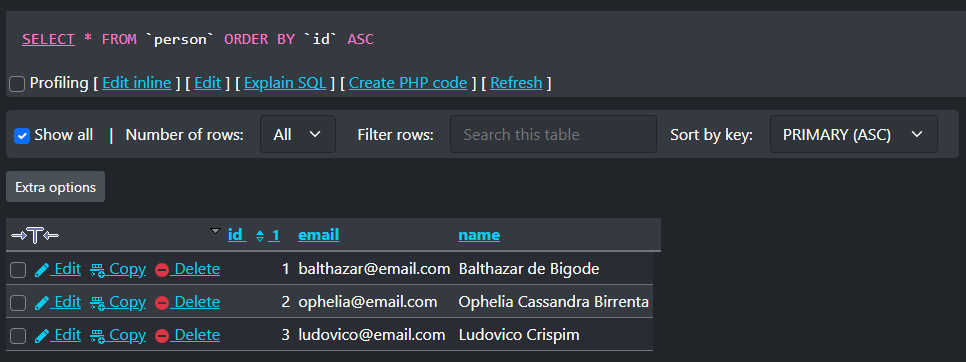 SELECT * FROM `person` ORDER BY `id` ASC
Profiling [ Edit inline ] [ Edit ] [ Explain SQL ] [ Create PHP code ] [ Refresh ]
Show all | Number of rows: All Filter rows: Search this table Sort by key: PRIMARY (ASC)
Extra options
id 1 email name
Edit Copy Delete 1 balthazar@email.com Balthazar de Bigode
Edit Copy Delete 2 ophelia@email.com Ophelia Cassandra Birrenta
Edit Copy Delete 3 ludovico@email.com Ludovico Crispim